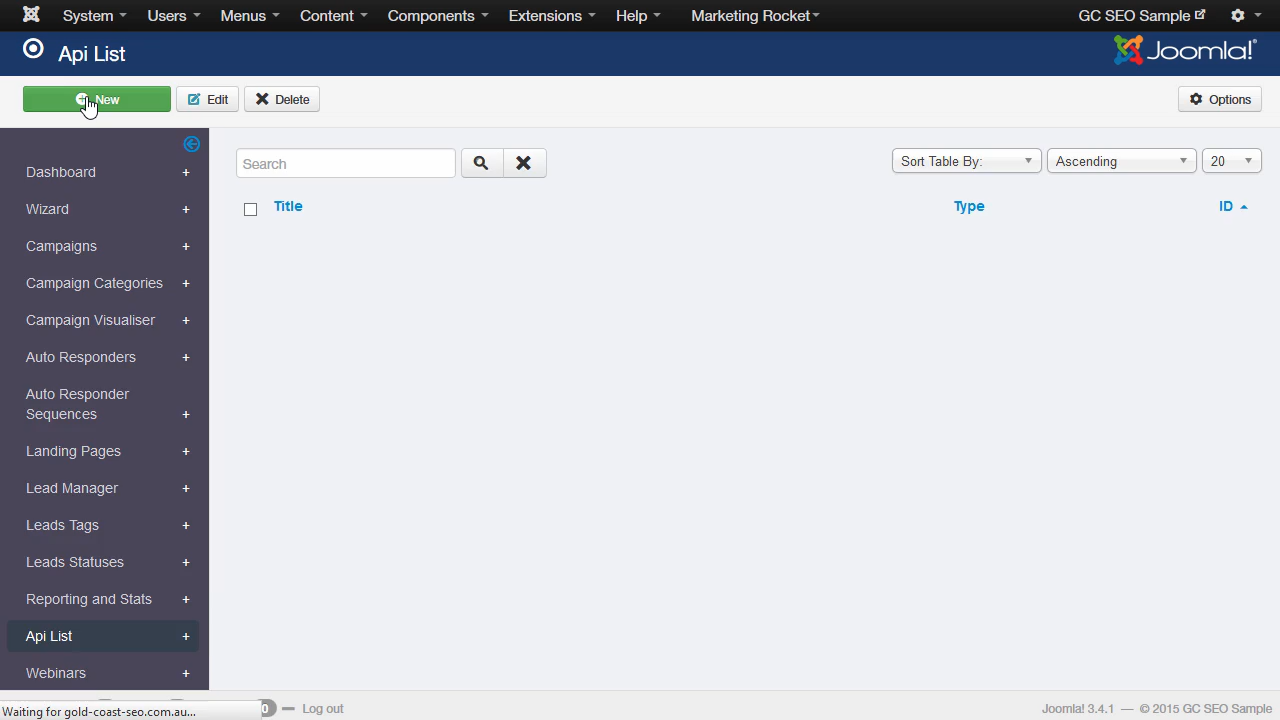 System Users Menus Content Components Extensions Help Marketing Rocket GC SEO Sample
Api List Joomla!®
New Edit Delete Options
Search Sort Table By: Ascending 20
Title Type ID
Dashboard +
Wizard +
Campaigns +
Campaign Categories +
Campaign Visualiser +
Auto Responders +
Auto Responder
Sequences +
Landing Pages +
Lead Manager +
Leads Tags +
Leads Statuses +
Reporting and Stats +
Api List +
Webinars +
Waiting for gold-coast-seo.com.au... 0 — Log out Joomla! 3.4.1 — © 2015 GC SEO Sample